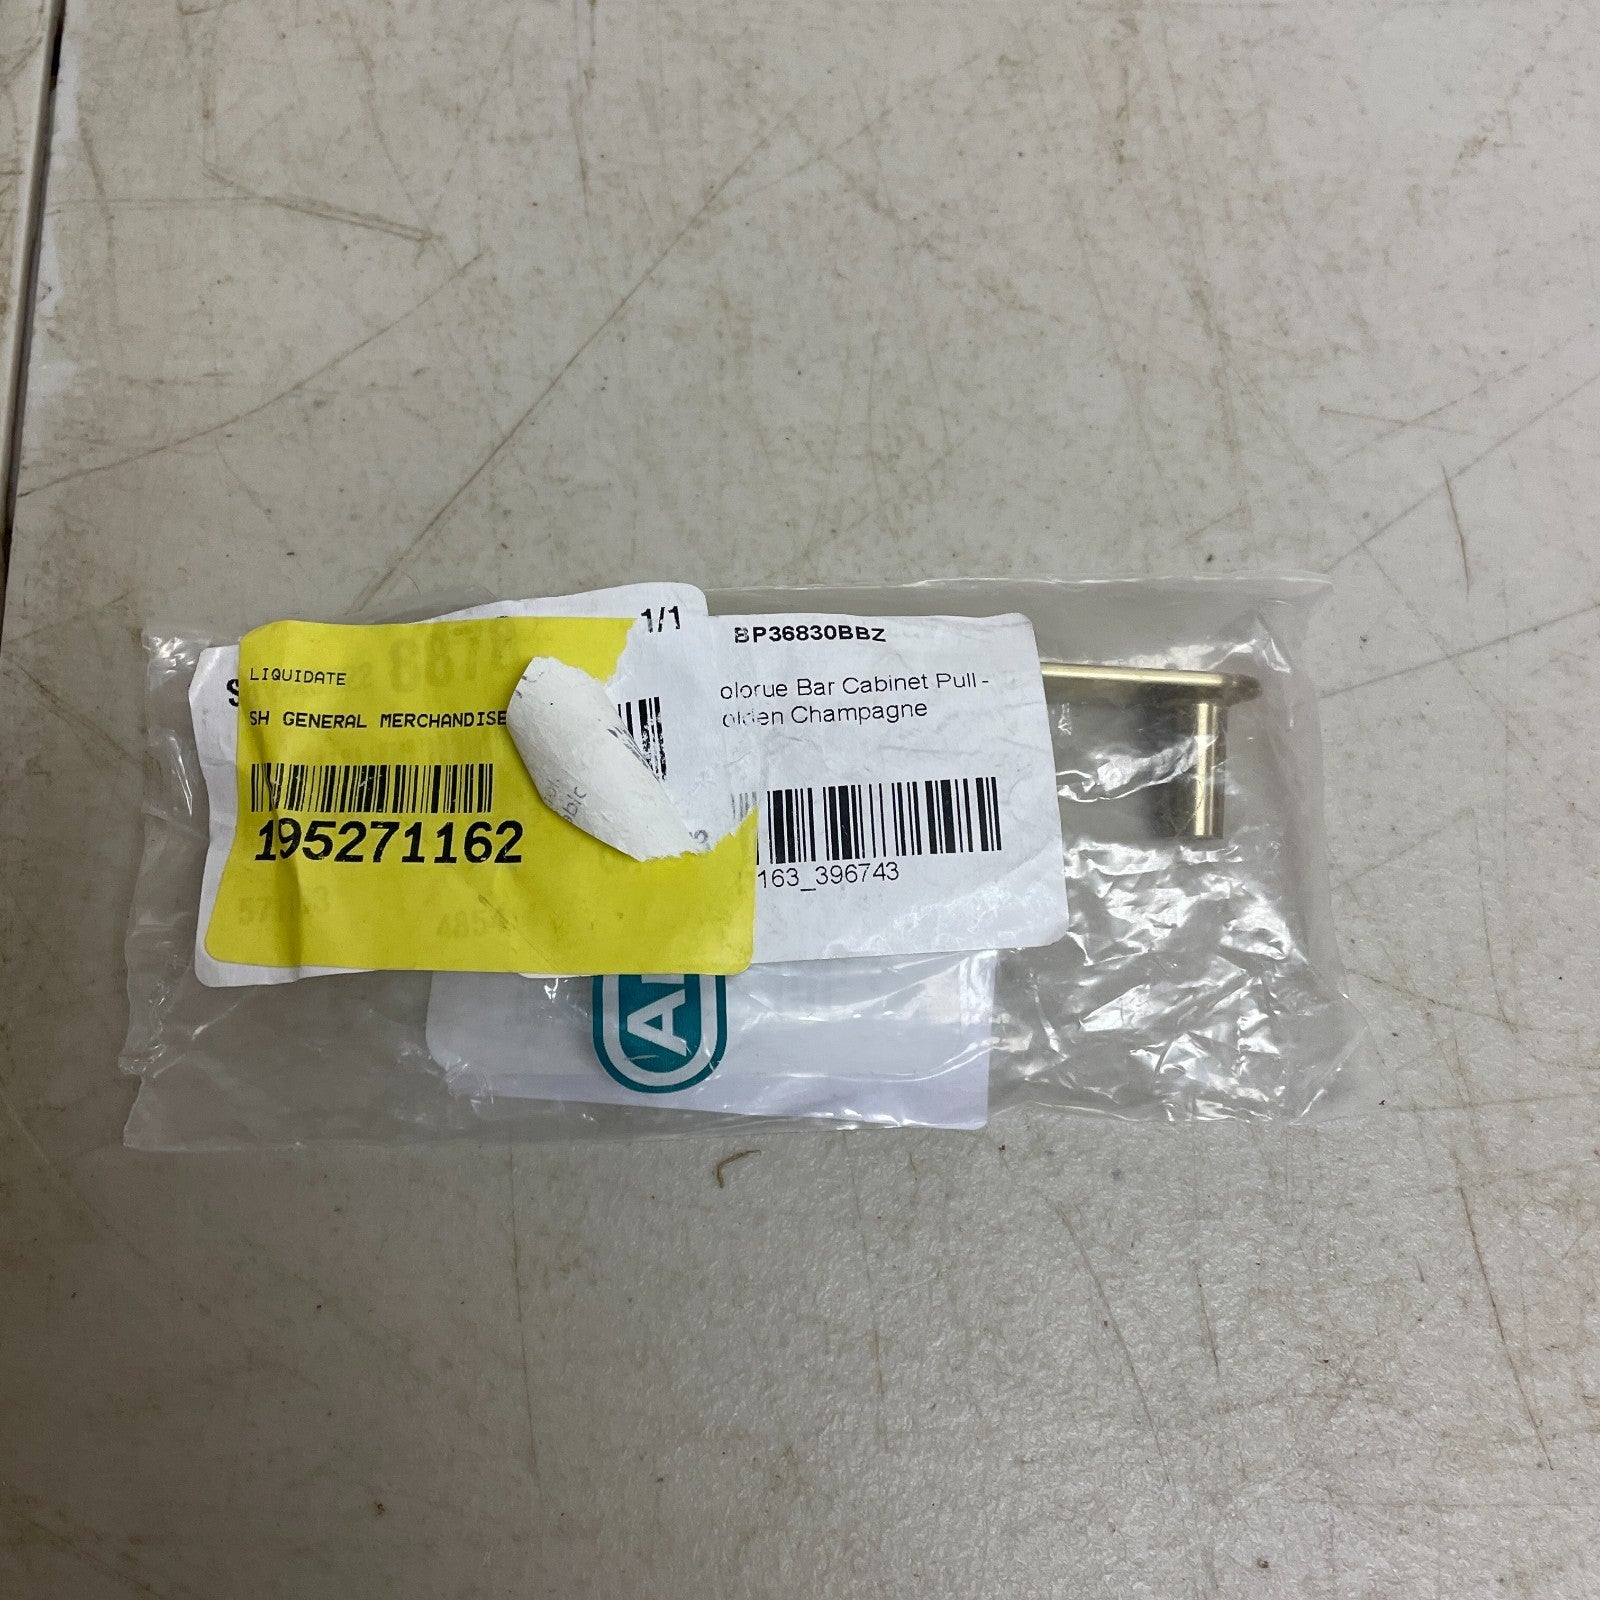 1/1
LIQUIDATE
SH GENERAL MERCHANDISE
195271162
BP36830BBZ
olorue Bar Cabinet Pull -
olden Champagne
163_396743